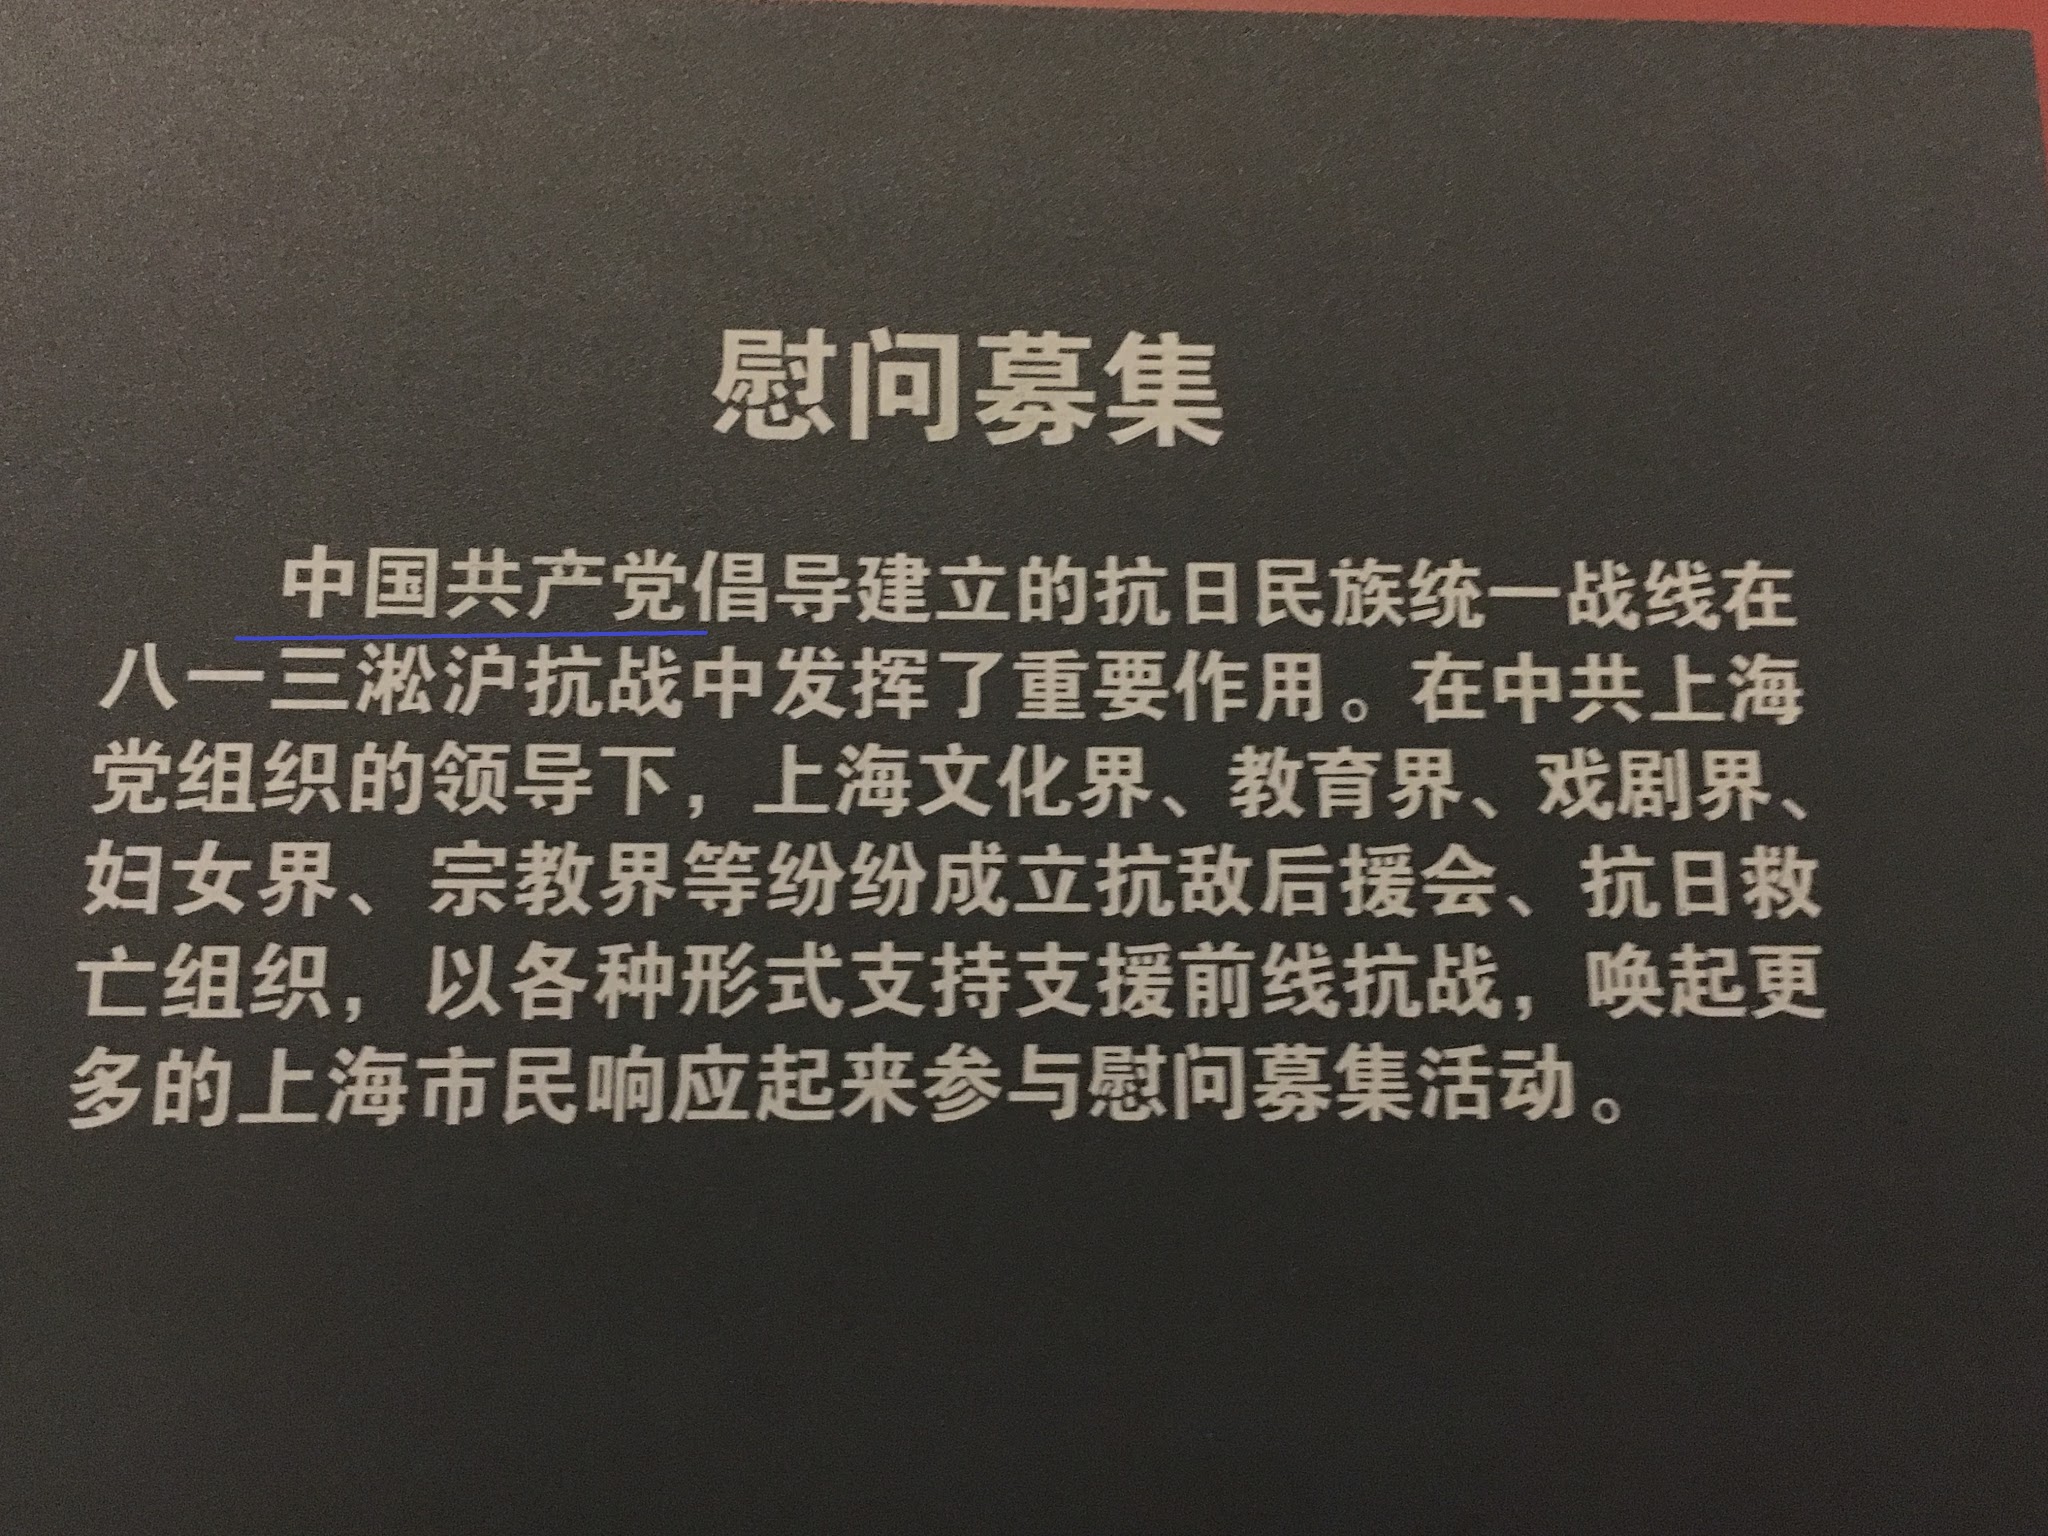 慰问募集
中国共产党倡导建立的抗日民族统一战线在
八一三淞沪抗战中发挥了重要作用。在中共上海
党组织的领导下，上海文化界、教育界、戏剧界、
妇女界、宗教界等纷纷成立抗敌后援会、抗日救
亡组织，以各种形式支持支援前线抗战，唤起更
多的上海市民响应起来参与慰问募集活动。